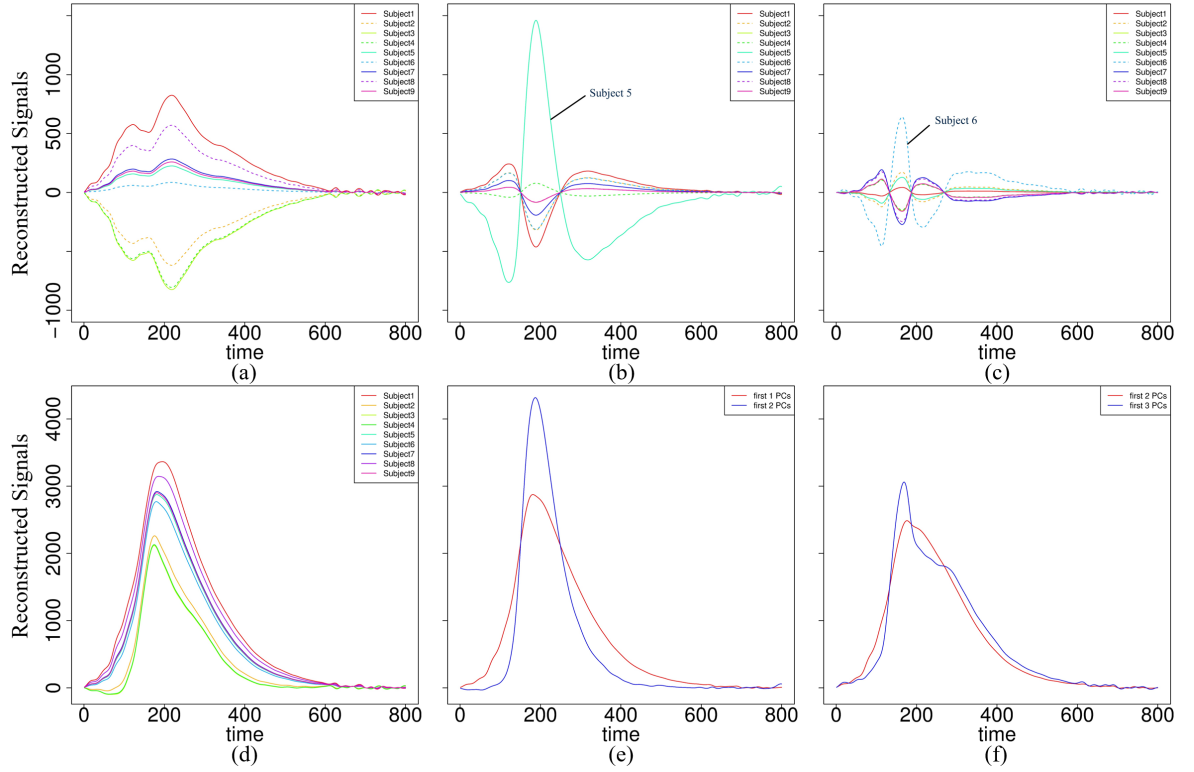 Subject1
Subject2
Subject3
Subject4
Subject5
Subject6
Subject7
Subject8
Subject9
1000
500
0
−1000
Reconstructed Signals
0 200 400 600 800
time
(a)
Subject1
Subject2
Subject3
Subject4
Subject5
Subject6
Subject7
Subject8
Subject9
Subject 5
0 200 400 600 800
time
(b)
Subject1
Subject2
Subject3
Subject4
Subject5
Subject6
Subject7
Subject8
Subject9
Subject 6
0 200 400 600 800
time
(c)
Subject1
Subject2
Subject3
Subject4
Subject5
Subject6
Subject7
Subject8
Subject9
4000
3000
2000
1000
0
Reconstructed Signals
0 200 400 600 800
time
(d)
first 1 PCs
first 2 PCs
0 200 400 600 800
time
(e)
first 2 PCs
first 3 PCs
0 200 400 600 800
time
(f)